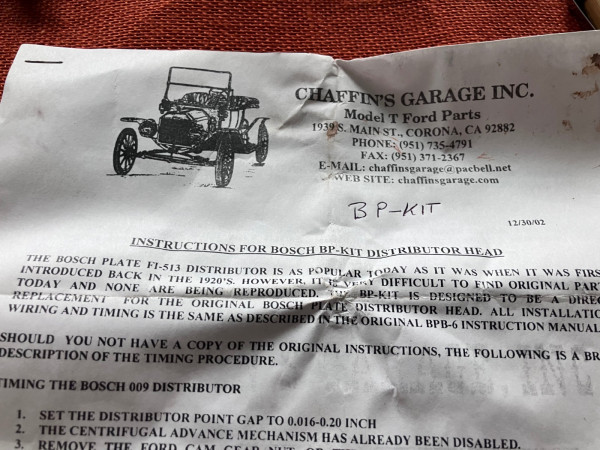 CHAFFIN'S GARAGE INC.
Model T Ford Parts
1939 S. MAIN ST., CORONA, CA 92882
PHONE: (951) 735-4791
FAX: (951) 371-2367
E-MAIL: chaffinsgarage@pacbell.net
WEB SITE: chaffinsgarage.com
BP-KIT
12/30/02
INSTRUCTIONS FOR BOSCH BP-KIT DISTRIBUTOR HEAD
THE BOSCH PLATE FI-513 DISTRIBUTOR IS AS POPULAR TODAY AS IT WAS WHEN IT WAS FIRS
INTRODUCED BACK IN THE 1920'S. HOWEVER, IT IS VERY DIFFICULT TO FIND ORIGINAL PART
TODAY AND NONE ARE BEING REPRODUCED. BP-KIT IS DESIGNED TO BE A DIREC
REPLACEMENT FOR THE ORIGINAL BOSCH PLATE DISTRIBUTOR HEAD. ALL INSTALLATIO
WIRING AND TIMING IS THE SAME AS DESCRIBED IN THE ORIGINAL BPB-6 INSTRUCTION MANUAL
SHOULD YOU NOT HAVE A COPY OF THE ORIGINAL INSTRUCTIONS, THE FOLLOWING IS A BR
DESCRIPTION OF THE TIMING PROCEDURE.
TIMING THE BOSCH 009 DISTRIBUTOR
1. SET THE DISTRIBUTOR POINT GAP TO 0.016-0.20 INCH
2. THE CENTRIFUGAL ADVANCE MECHANISM HAS ALREADY BEEN DISABLED.
3. REMOVE THE FORD CAM GEAR NUT